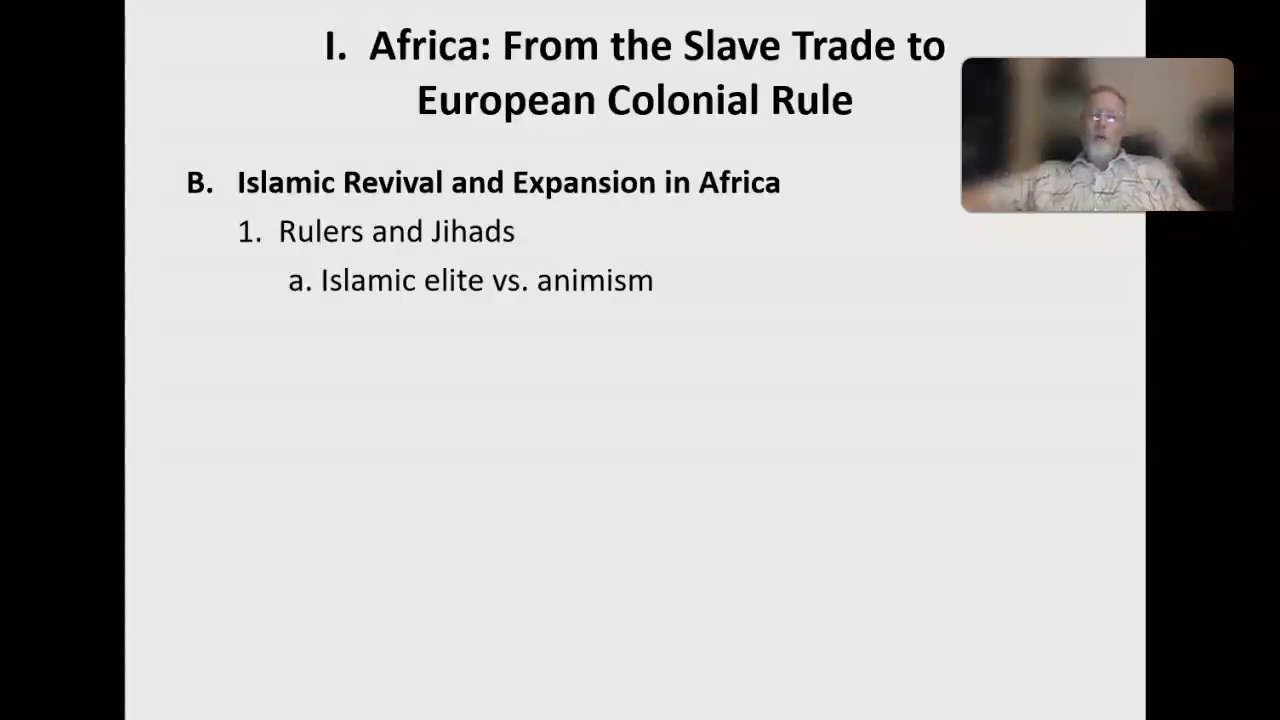 I. Africa: From the Slave Trade to
European Colonial Rule
B. Islamic Revival and Expansion in Africa
1. Rulers and Jihads
a. Islamic elite vs. animism